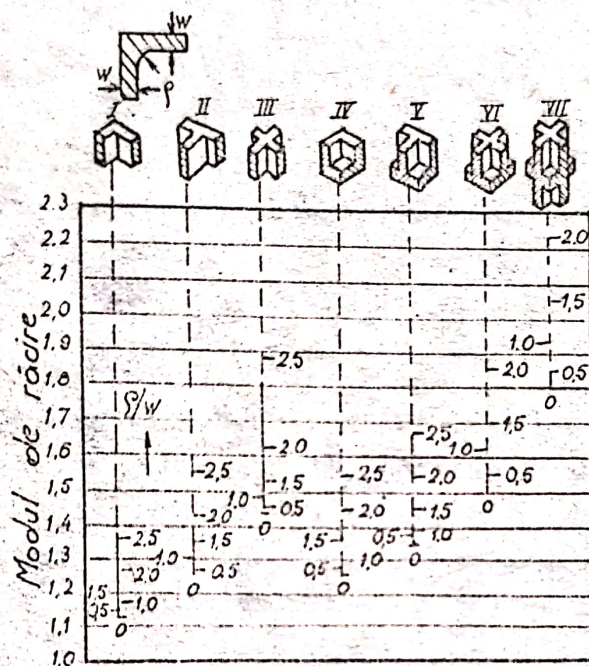 W
W ρ
I II III IV V VI VII
2.3
2,2 2.0
2,1
2,0 1,5
1,9 1.0
2,5
1,8 2,0 0,5
0
1,7 ρ/w
1,5
2,5 1.0
1,6 2.0
2,5 2,5 2,0 0,5
1,5 1.5
1.0 0
0,5 2,0 1,5
1,4 2,0 0
2,5 1,5 1,5 0,5 1.0
1,3 1.0 1,0 0
2.0 0,5 0,5
1,2 0 0
1,5 1,0
0,5
1,1 0
1,0
Modul de răcire